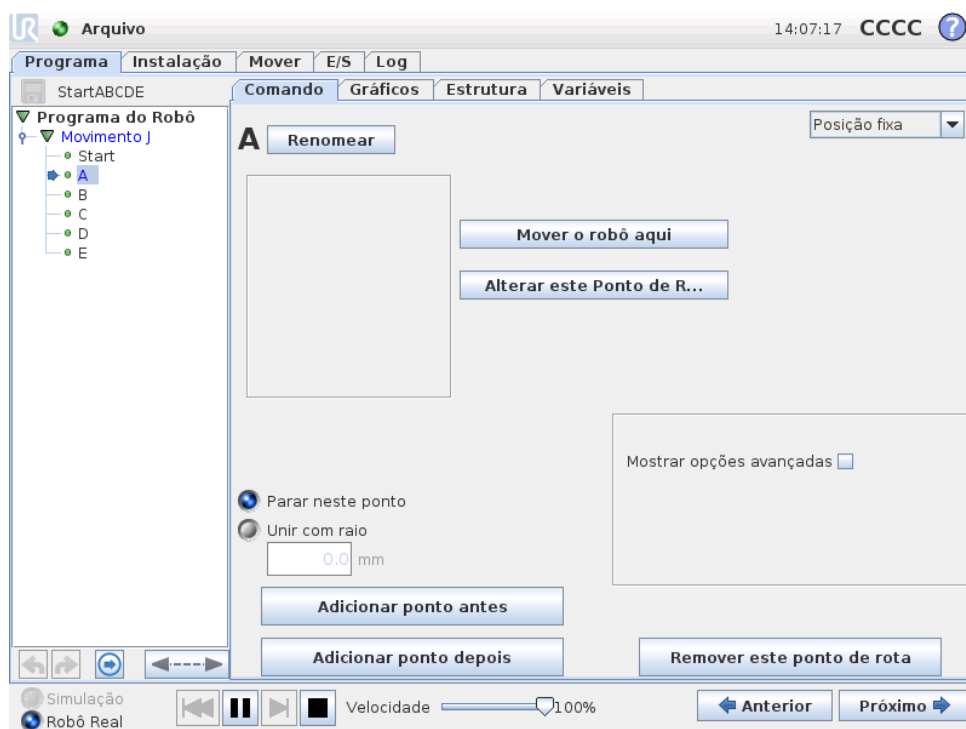 UR Arquivo 14:07:17 CCCC ?
Programa Instalação Mover E/S Log
StartABCDE Comando Gráficos Estrutura Variáveis
Programa do Robô
Movimento J
Start
A
B
C
D
E
A Renomear Posição fixa
Mover o robô aqui
Alterar este Ponto de R...
Mostrar opções avançadas
Parar neste ponto
Unir com raio
0.0 mm
Adicionar ponto antes
Adicionar ponto depois Remover este ponto de rota
Simulação
Robô Real
Velocidade 100% Anterior Próximo